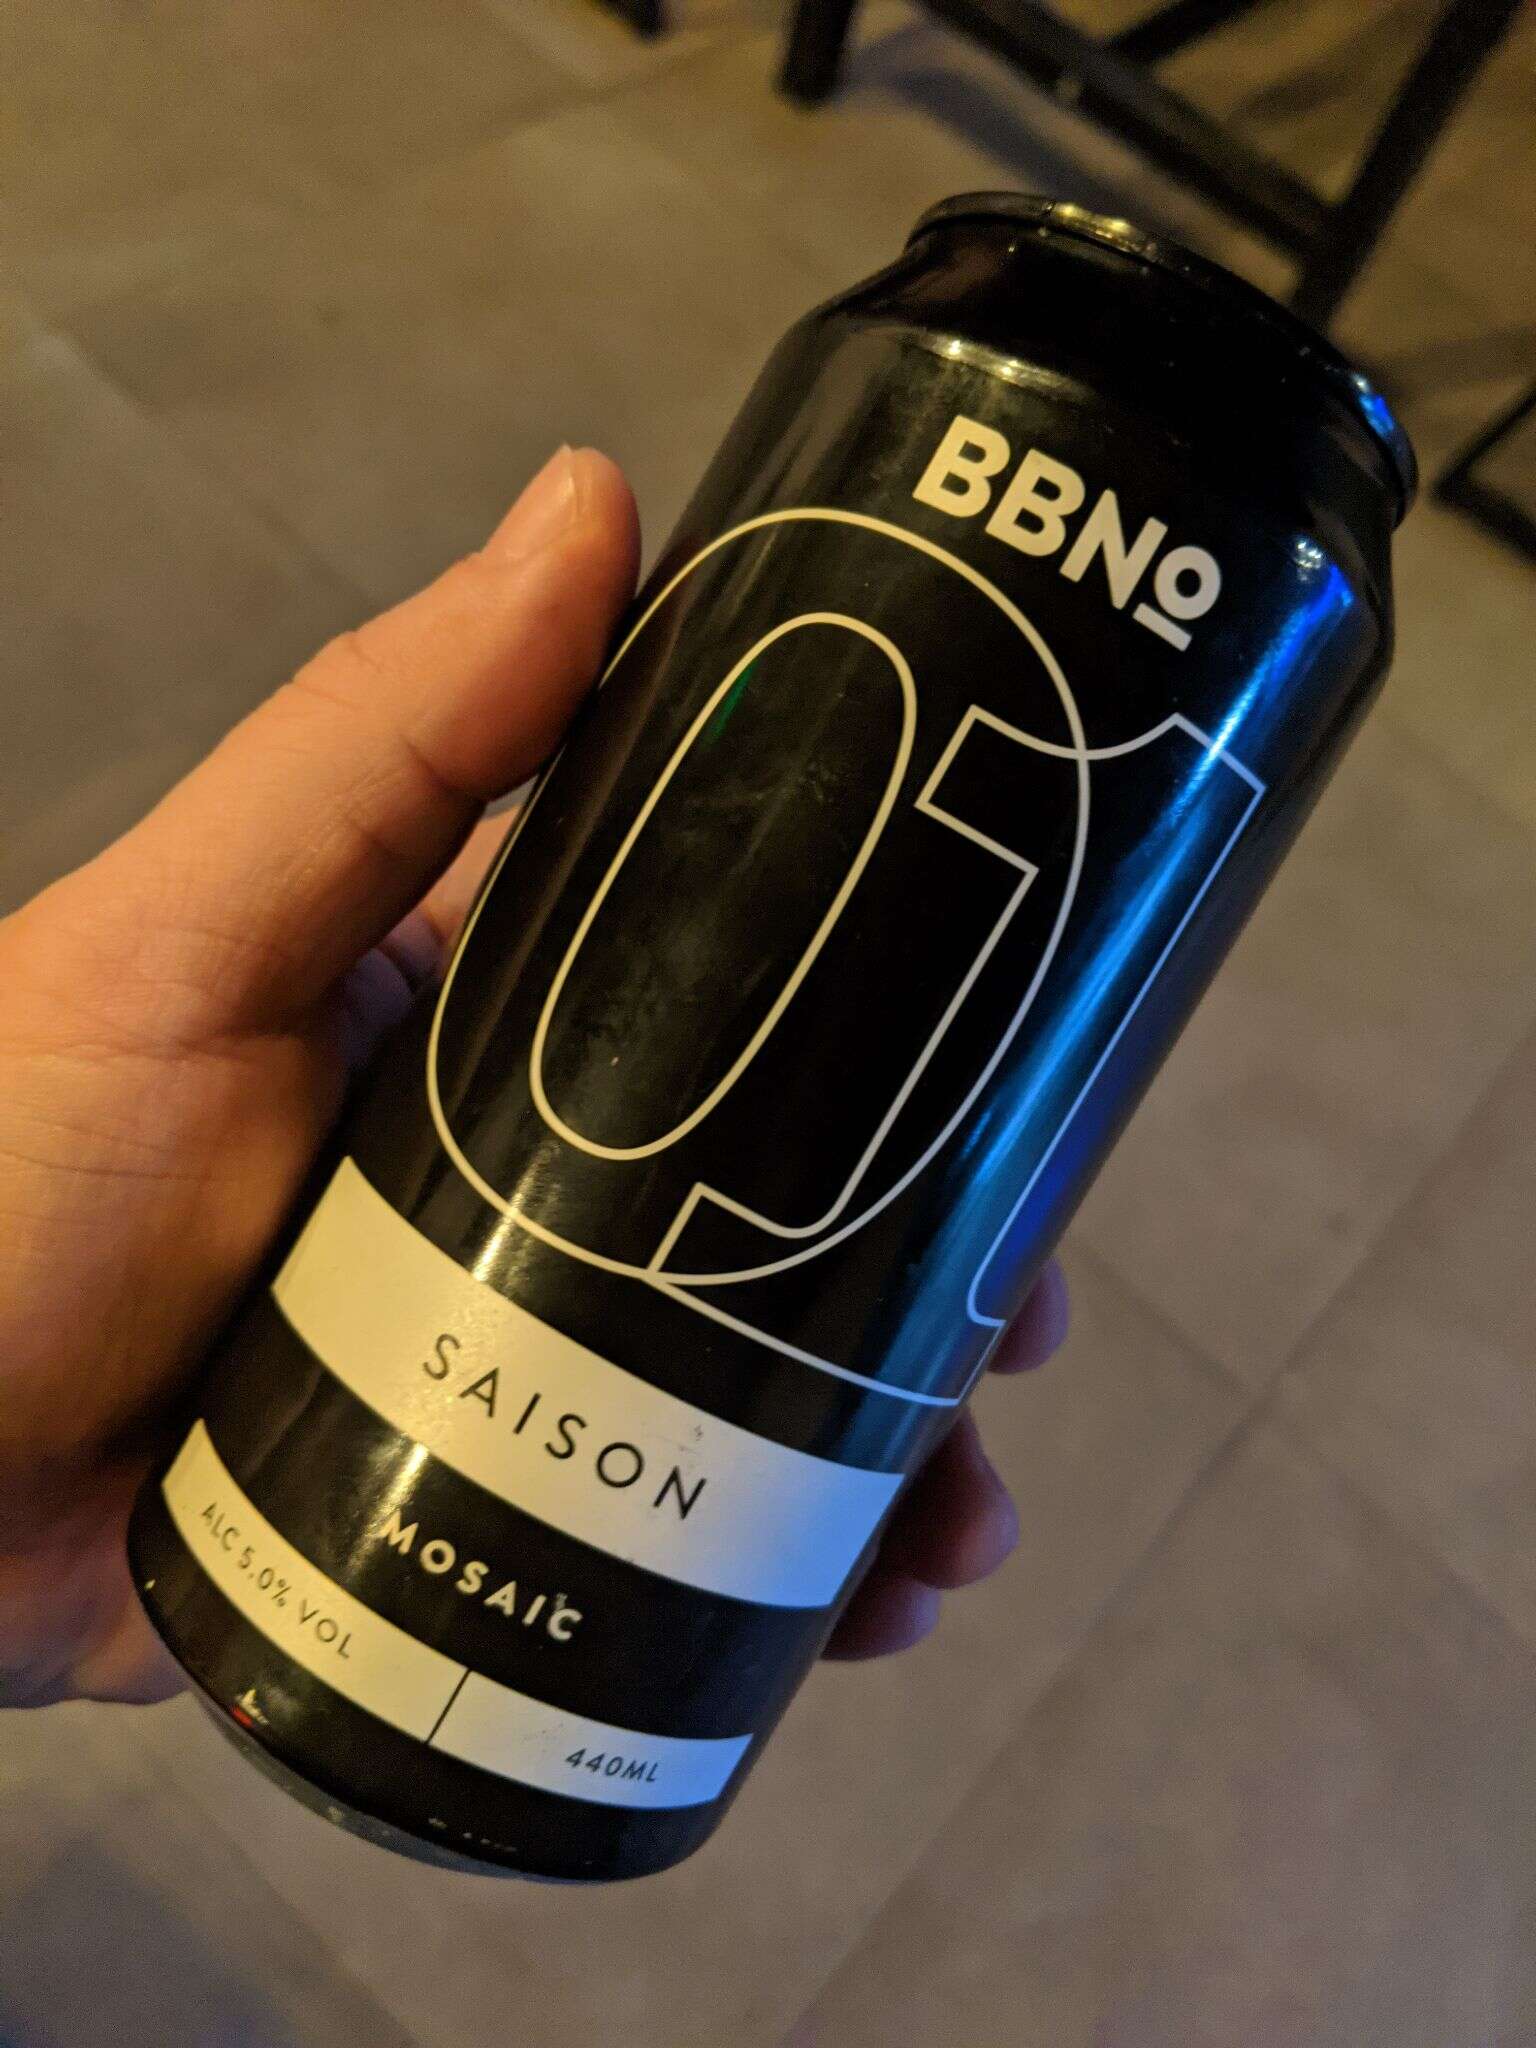 BBNo
01
SAISON
MOSAIC
ALC 5.0% VOL
440ML